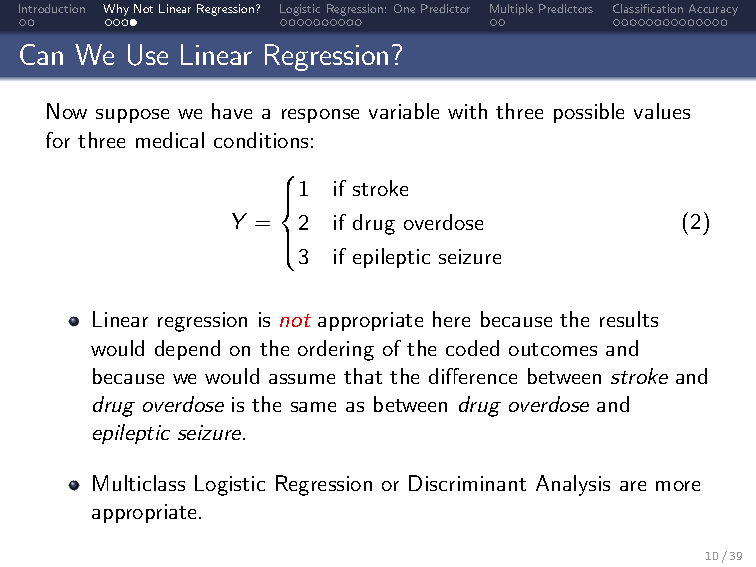 Introduction Why Not Linear Regression? Logistic Regression: One Predictor Multiple Predictors Classification Accuracy
Can We Use Linear Regression?
Now suppose we have a response variable with three possible values
for three medical conditions:
1 if stroke
Y = { 2 if drug overdose (2)
3 if epileptic seizure
Linear regression is not appropriate here because the results
would depend on the ordering of the coded outcomes and
because we would assume that the difference between stroke and
drug overdose is the same as between drug overdose and
epileptic seizure.
Multiclass Logistic Regression or Discriminant Analysis are more
appropriate.
10 / 39